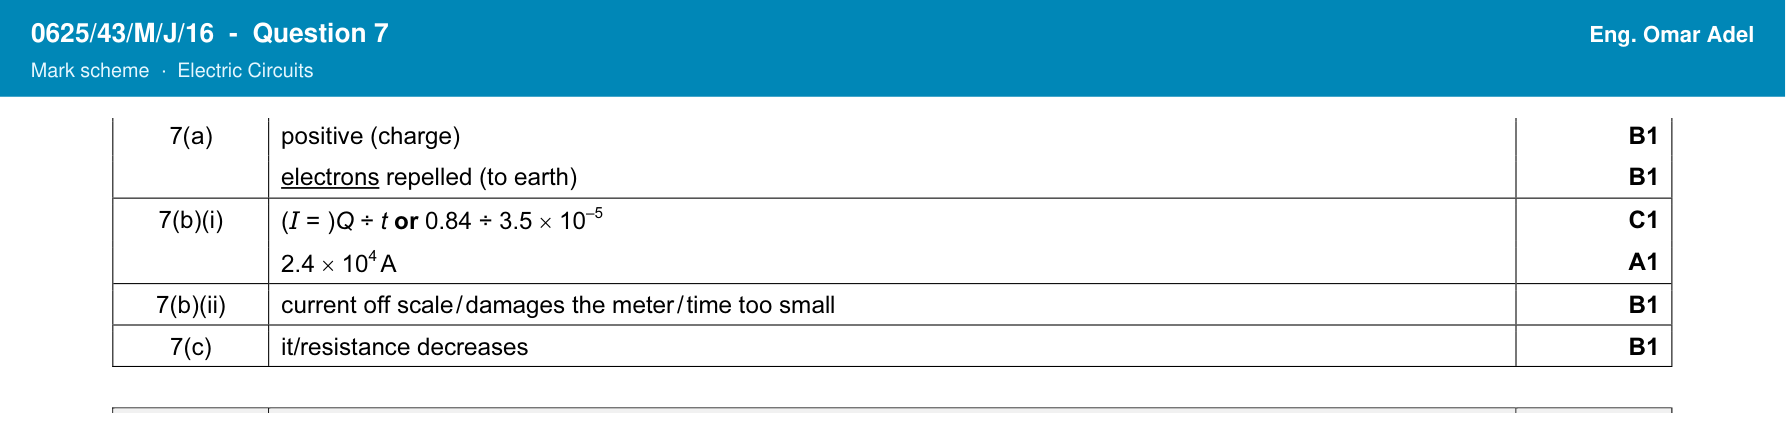 0625/43/M/J/16 - Question 7
Eng. Omar Adel
Mark scheme · Electric Circuits
7(a) positive (charge) B1
electrons repelled (to earth) B1
7(b)(i) (I = )Q ÷ t or 0.84 ÷ 3.5 × 10⁻⁵ C1
2.4 × 10⁴ A A1
7(b)(ii) current off scale/damages the meter/time too small B1
7(c) it/resistance decreases B1